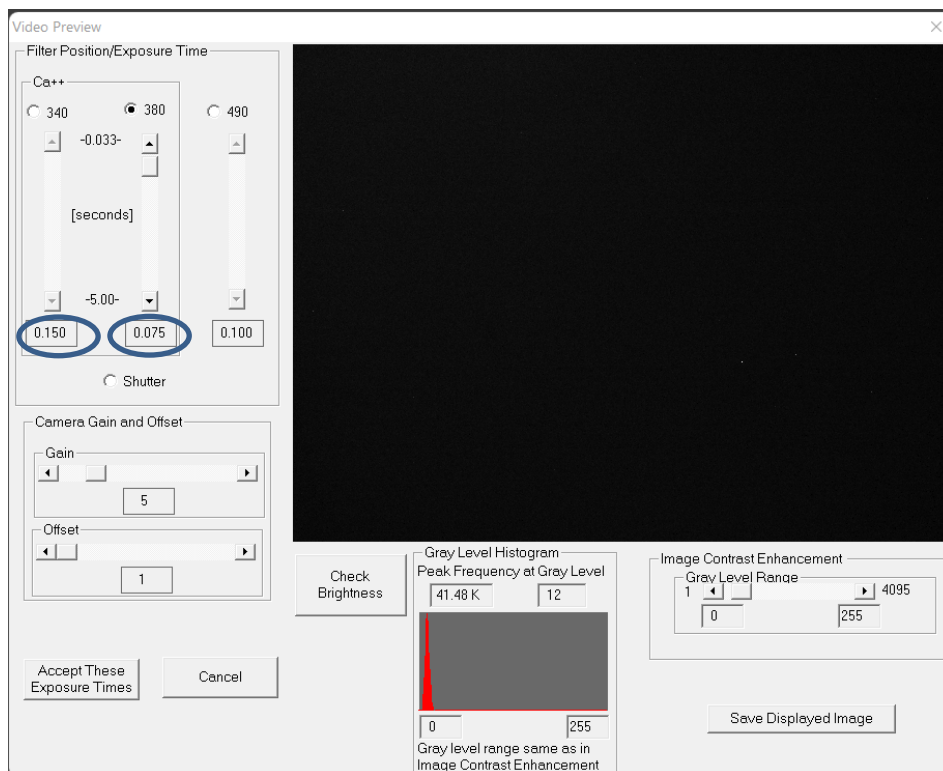 Video Preview
Filter Position/Exposure Time
Ca++
340
380
490
-0.033-
[seconds]
-5.00-
0.150
0.075
0.100
Shutter
Camera Gain and Offset
Gain
5
Offset
1
Accept These
Exposure Times
Cancel
Check
Brightness
Gray Level Histogram
Peak Frequency at Gray Level
41.48 K
12
0
255
Gray level range same as in
Image Contrast Enhancement
Image Contrast Enhancement
Gray Level Range
1
4095
0
255
Save Displayed Image